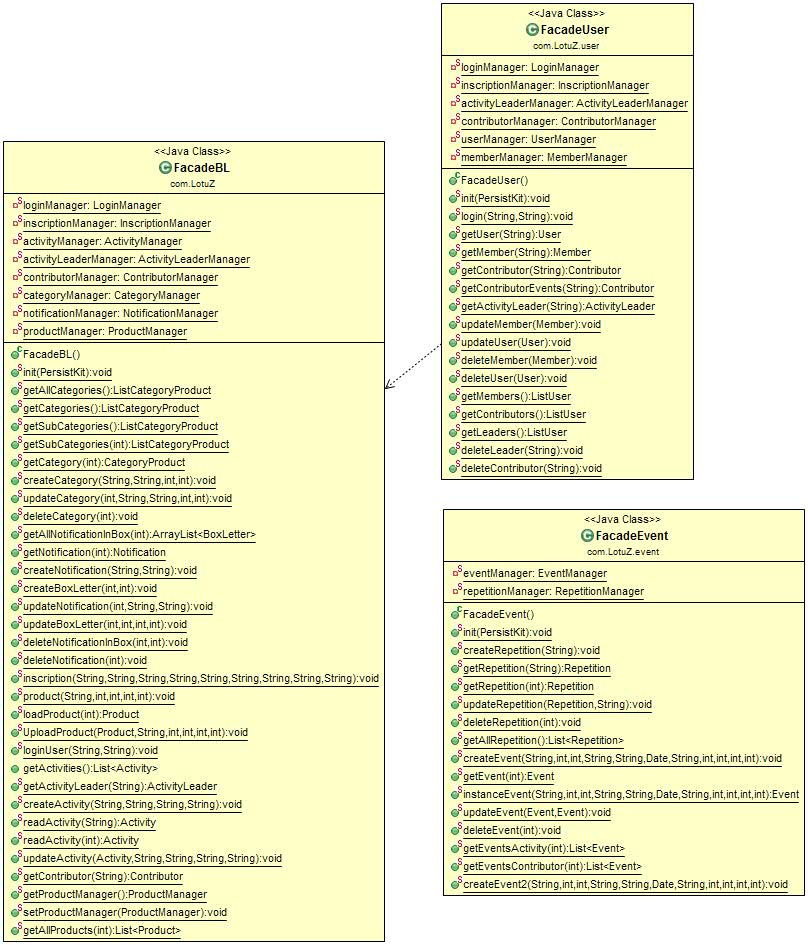 <<Java Class>>
FacadeUser
com.LotuZ.user
loginManager: LoginManager
inscriptionManager: InscriptionManager
activityLeaderManager: ActivityLeaderManager
contributorManager: ContributorManager
userManager: UserManager
memberManager: MemberManager
FacadeUser()
init(PersistKit):void
login(String,String):void
getUser(String):User
getMember(String):Member
getContributor(String):Contributor
getContributorEvents(String):Contributor
getActivityLeader(String):ActivityLeader
updateMember(Member):void
updateUser(User):void
deleteMember(Member):void
deleteUser(User):void
getMembers():ListUser
getContributors():ListUser
getLeaders():ListUser
deleteLeader(String):void
deleteContributor(String):void
<<Java Class>>
FacadeBL
com.LotuZ
loginManager: LoginManager
inscriptionManager: InscriptionManager
activityManager: ActivityManager
activityLeaderManager: ActivityLeaderManager
contributorManager: ContributorManager
categoryManager: CategoryManager
notificationManager: NotificationManager
productManager: ProductManager
FacadeBL()
init(PersistKit):void
getAllCategories():ListCategoryProduct
getCategories():ListCategoryProduct
getSubCategories():ListCategoryProduct
getSubCategories(int):ListCategoryProduct
getCategory(int):CategoryProduct
createCategory(String,String,int,int):void
updateCategory(int,String,String,int,int):void
deleteCategory(int):void
getAllNotificationInBox(int):ArrayList<BoxLetter>
getNotification(int):Notification
createNotification(String,String):void
createBoxLetter(int,int):void
updateNotification(int,String,String):void
updateBoxLetter(int,int,int,int):void
deleteNotificationInBox(int,int):void
deleteNotification(int):void
inscription(String,String,String,String,String,String,String,String):void
product(String,int,int,int,int):void
loadProduct(int):Product
UploadProduct(Product,String,int,int,int,int):void
loginUser(String,String):void
getActivities():List<Activity>
getActivityLeader(String):ActivityLeader
createActivity(String,String,String,String):void
readActivity(String):Activity
readActivity(int):Activity
updateActivity(Activity,String,String,String,String):void
getContributor(String):Contributor
getProductManager():ProductManager
setProductManager(ProductManager):void
getAllProducts(int):List<Product>
<<Java Class>>
FacadeEvent
com.LotuZ.event
eventManager: EventManager
repetitionManager: RepetitionManager
FacadeEvent()
init(PersistKit):void
createRepetition(String):void
getRepetition(String):Repetition
getRepetition(int):Repetition
updateRepetition(Repetition,String):void
deleteRepetition(int):void
getAllRepetition():List<Repetition>
createEvent(String,int,int,String,String,Date,String,int,int,int,int):void
getEvent(int):Event
instanceEvent(String,int,int,String,String,Date,String,int,int,int,int):Event
updateEvent(Event,Event):void
deleteEvent(int):void
getEventsActivity(int):List<Event>
getEventsContributor(int):List<Event>
createEvent2(String,int,int,String,String,Date,String,int,int,int,int):void